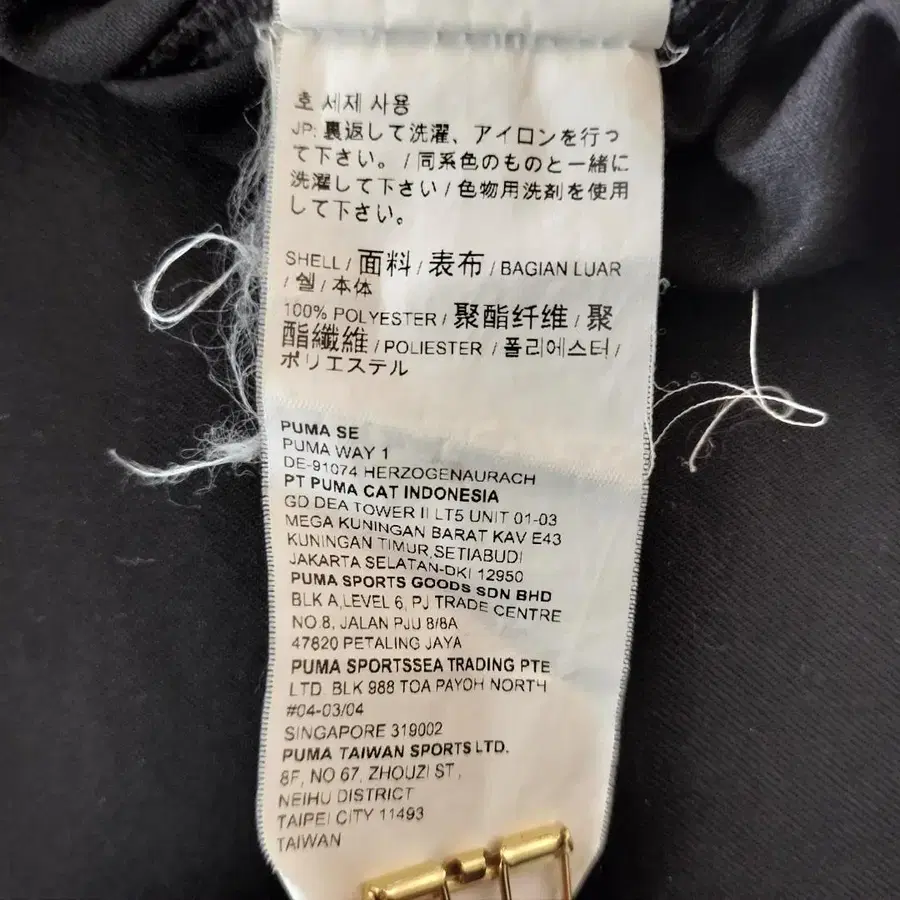 호 세제 사용
JP: 裏返して洗濯、アイロンを行っ
て下さい。 / 同系色のものと一緒に
洗濯して下さい / 色物用洗剤を使用
して下さい。
SHELL / 面料 / 表布 / BAGIAN LUAR
/ 쉘 / 本体
100% POLYESTER / 聚酯纤维 / 聚
酯纖維 / POLIESTER / 폴리에스터 /
ポリエステル
PUMA SE
PUMA WAY 1
DE-91074 HERZOGENAURACH
PT PUMA CAT INDONESIA
GD DEA TOWER II LT5 UNIT 01-03
MEGA KUNINGAN BARAT KAV E43
KUNINGAN TIMUR,SETIABUDI
JAKARTA SELATAN-DKI 12950
PUMA SPORTS GOODS SDN BHD
BLK A,LEVEL 6, PJ TRADE CENTRE
NO.8, JALAN PJU 8/8A
47820 PETALING JAYA
PUMA SPORTSSEA TRADING PTE
LTD. BLK 988 TOA PAYOH NORTH
#04-03/04
SINGAPORE 319002
PUMA TAIWAN SPORTS LTD.
8F, NO 67, ZHOUZI ST.,
NEIHU DISTRICT
TAIPEI CITY 11493
TAIWAN